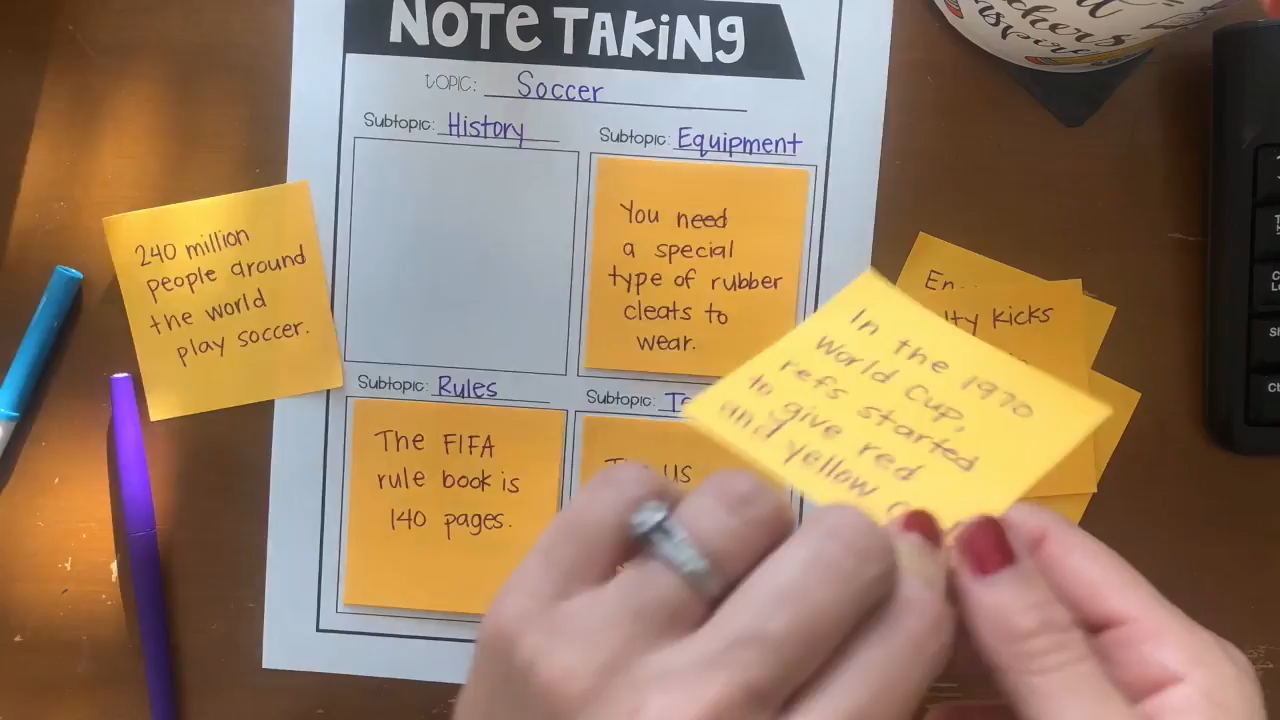 NOTE TAKING
TOPIC: Soccer
Subtopic: History
Subtopic: Equipment
240 million
people around
the world
play soccer.
You need
a special
type of rubber
cleats to
wear.
Subtopic: Rules
The FIFA
rule book is
140 pages.
Subtopic:
US
In the 1970
World Cup,
refs started
to give red
and yellow
kicks